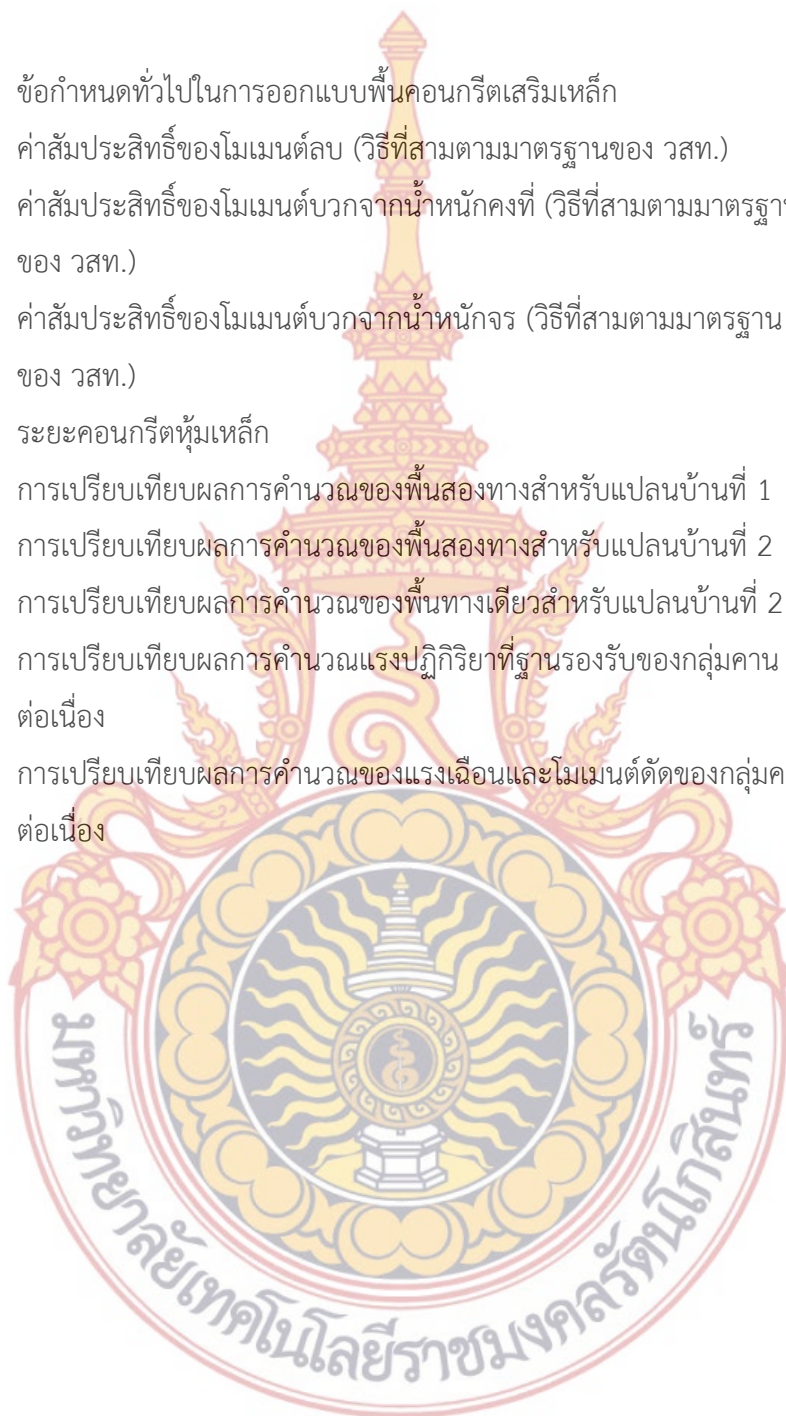 ข้อกำหนดทั่วไปในการออกแบบพื้นคอนกรีตเสริมเหล็ก
ค่าสัมประสิทธิ์ของโมเมนต์ลบ (วิธีที่สามตามมาตรฐานของ วสท.)
ค่าสัมประสิทธิ์ของโมเมนต์บวกจากน้ำหนักคงที่ (วิธีที่สามตามมาตรฐาน
ของ วสท.)
ค่าสัมประสิทธิ์ของโมเมนต์บวกจากน้ำหนักจร (วิธีที่สามตามมาตรฐาน
ของ วสท.)
ระยะคอนกรีตหุ้มเหล็ก
การเปรียบเทียบผลการคำนวณของพื้นสองทางสำหรับแปลนบ้านที่ 1
การเปรียบเทียบผลการคำนวณของพื้นสองทางสำหรับแปลนบ้านที่ 2
การเปรียบเทียบผลการคำนวณของพื้นทางเดียวสำหรับแปลนบ้านที่ 2
การเปรียบเทียบผลการคำนวณแรงปฏิกิริยาที่ฐานรองรับของกลุ่มคาน
ต่อเนื่อง
การเปรียบเทียบผลการคำนวณของแรงเฉือนและโมเมนต์ดัดของกลุ่มค
ต่อเนื่อง
มหาวิทยาลัยเทคโนโลยีราชมงคลรัตนโกสินทร์